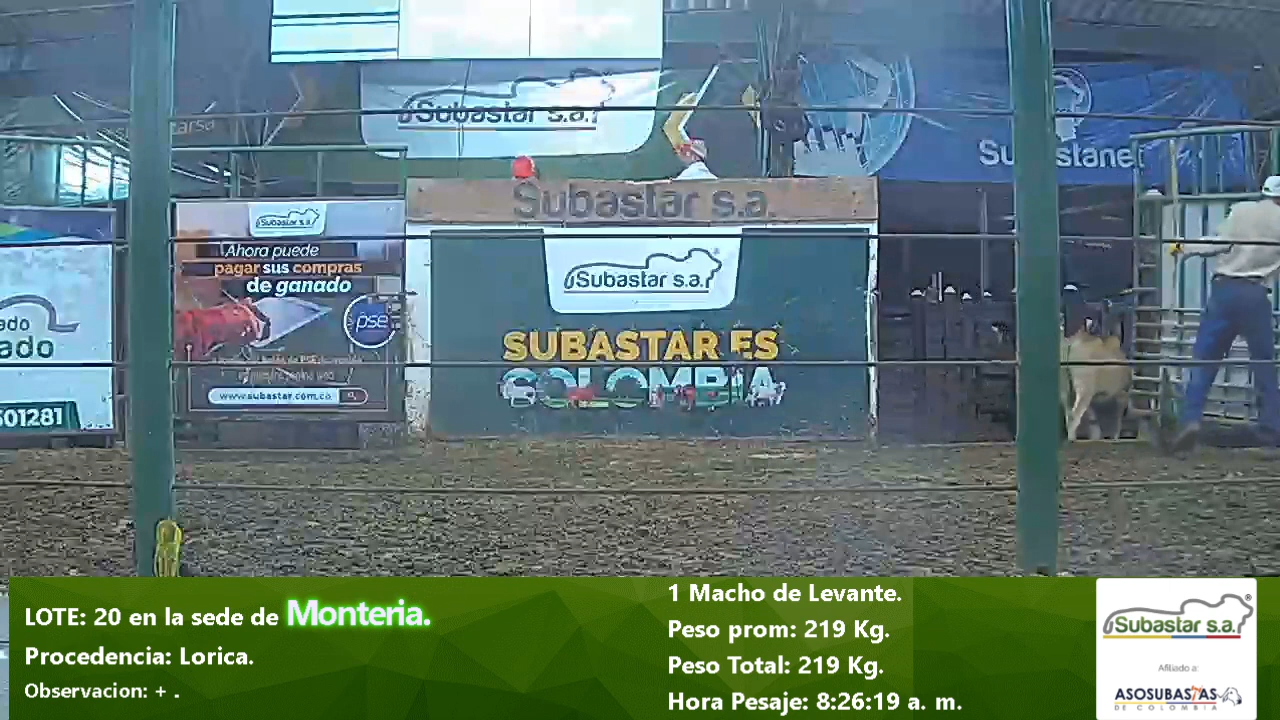 Subastar s.a.
Subastanet
Subastar s.a.
Subastar s.a.
Ahora puede
pagar sus compras
de ganado
pse
www.subastar.com.co
Subastar s.a.
SUBASTAR ES
COLOMBIA
ado
ado
601281
LOTE: 20 en la sede de Monteria.
Procedencia: Lorica.
Observacion: + .
1 Macho de Levante.
Peso prom: 219 Kg.
Peso Total: 219 Kg.
Hora Pesaje: 8:26:19 a. m.
Subastar s.a.
Afiliado a:
ASOSUBASTAS
DE COLOMBIA